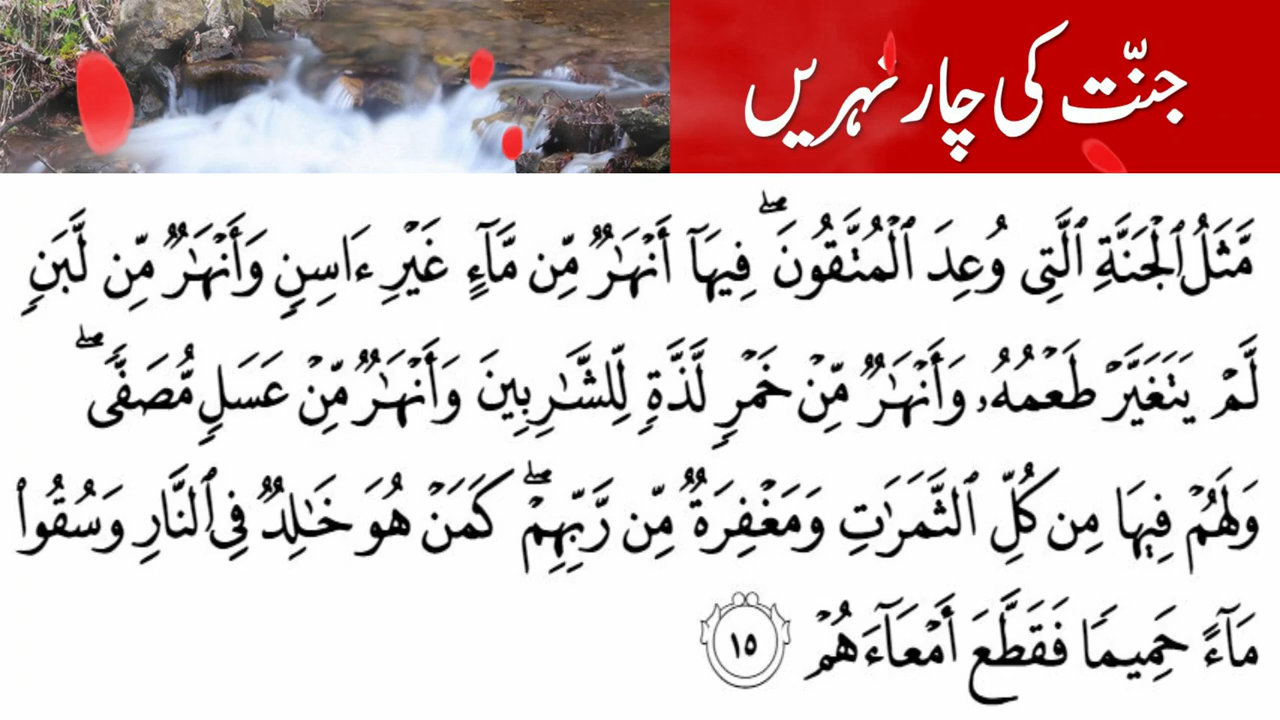 جنّت کی چار نہریں
مَّثَلُ ٱلْجَنَّةِ ٱلَّتِى وُعِدَ ٱلْمُتَّقُونَ ۖ فِيهَآ أَنْهَـٰرٌ مِّن مَّآءٍ غَيْرِ ءَاسِنٍ وَأَنْهَـٰرٌ مِّن لَّبَنٍ
لَّمْ يَتَغَيَّرْ طَعْمُهُۥ وَأَنْهَـٰرٌ مِّنْ خَمْرٍ لَّذَّةٍ لِّلشَّـٰرِبِينَ وَأَنْهَـٰرٌ مِّنْ عَسَلٍ مُّصَفًّى ۖ
وَلَهُمْ فِيهَا مِن كُلِّ ٱلثَّمَرَٰتِ وَمَغْفِرَةٌ مِّن رَّبِّهِمْ ۖ كَمَنْ هُوَ خَـٰلِدٌ فِى ٱلنَّارِ وَسُقُوا۟
مَآءً حَمِيمًا فَقَطَّعَ أَمْعَآءَهُمْ ١٥